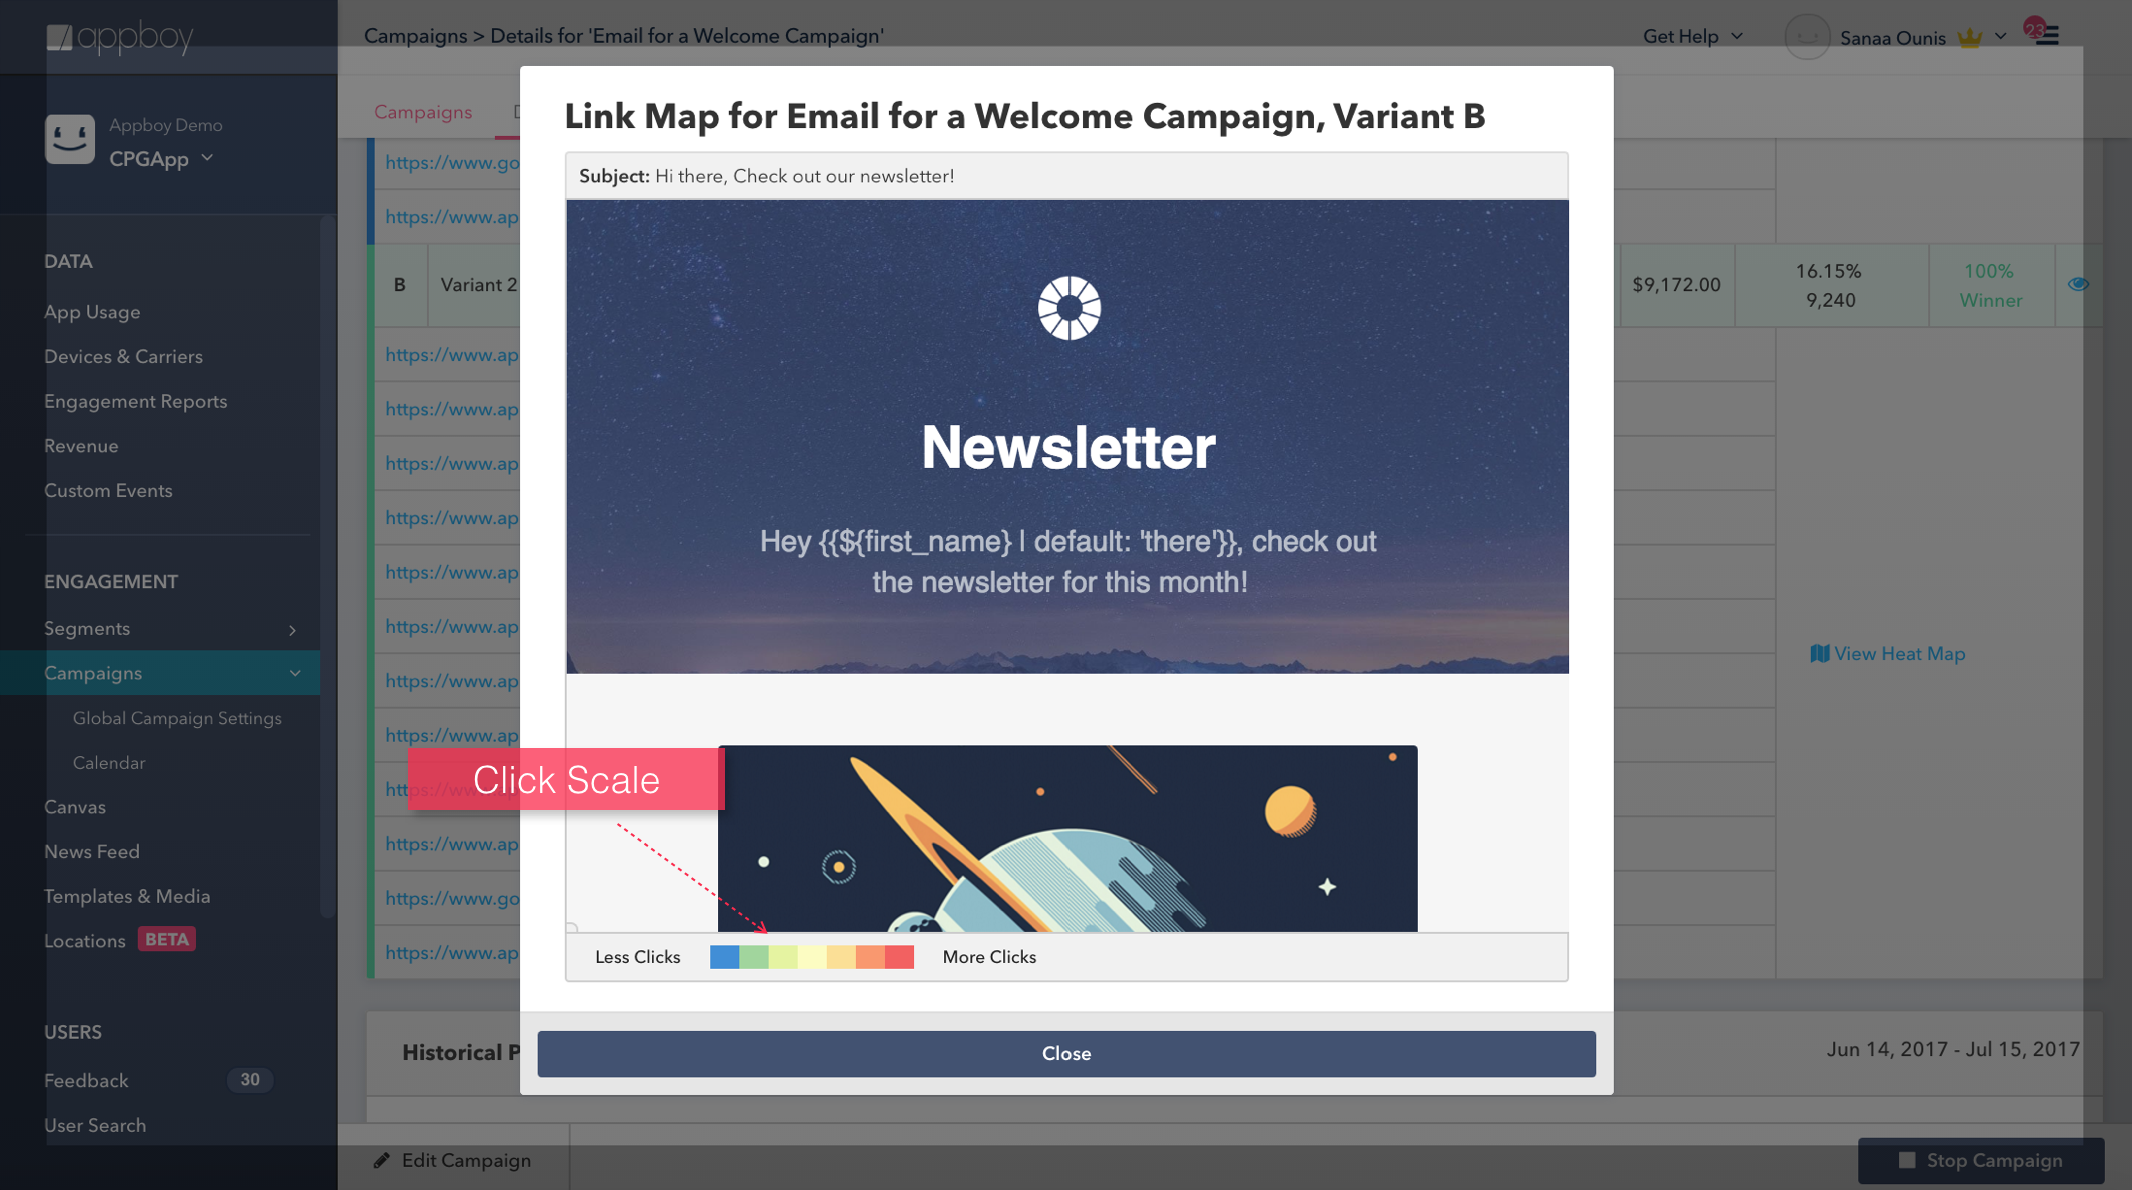 appboy
Campaigns > Details for 'Email for a Welcome Campaign'
Get Help
Sanaa Ounis
23
Appboy Demo
CPGApp
DATA
App Usage
Devices & Carriers
Engagement Reports
Revenue
Custom Events
ENGAGEMENT
Segments
Campaigns
Global Campaign Settings
Calendar
Canvas
News Feed
Templates & Media
Locations BETA
USERS
Feedback 30
User Search
Campaigns
https://www.go
https://www.ap
B Variant 2
$9,172.00
16.15%
9,240
100%
Winner
https://www.ap
https://www.ap
https://www.ap
https://www.ap
https://www.ap
https://www.ap
https://www.ap
https://www.ap
https://www.ap
https://www.go
https://www.ap
View Heat Map
Link Map for Email for a Welcome Campaign, Variant B
Subject: Hi there, Check out our newsletter!
Newsletter
Hey {{${first_name} | default: 'there'}}, check out
the newsletter for this month!
Click Scale
Less Clicks
More Clicks
Close
Historical P
Jun 14, 2017 - Jul 15, 2017
Edit Campaign
Stop Campaign